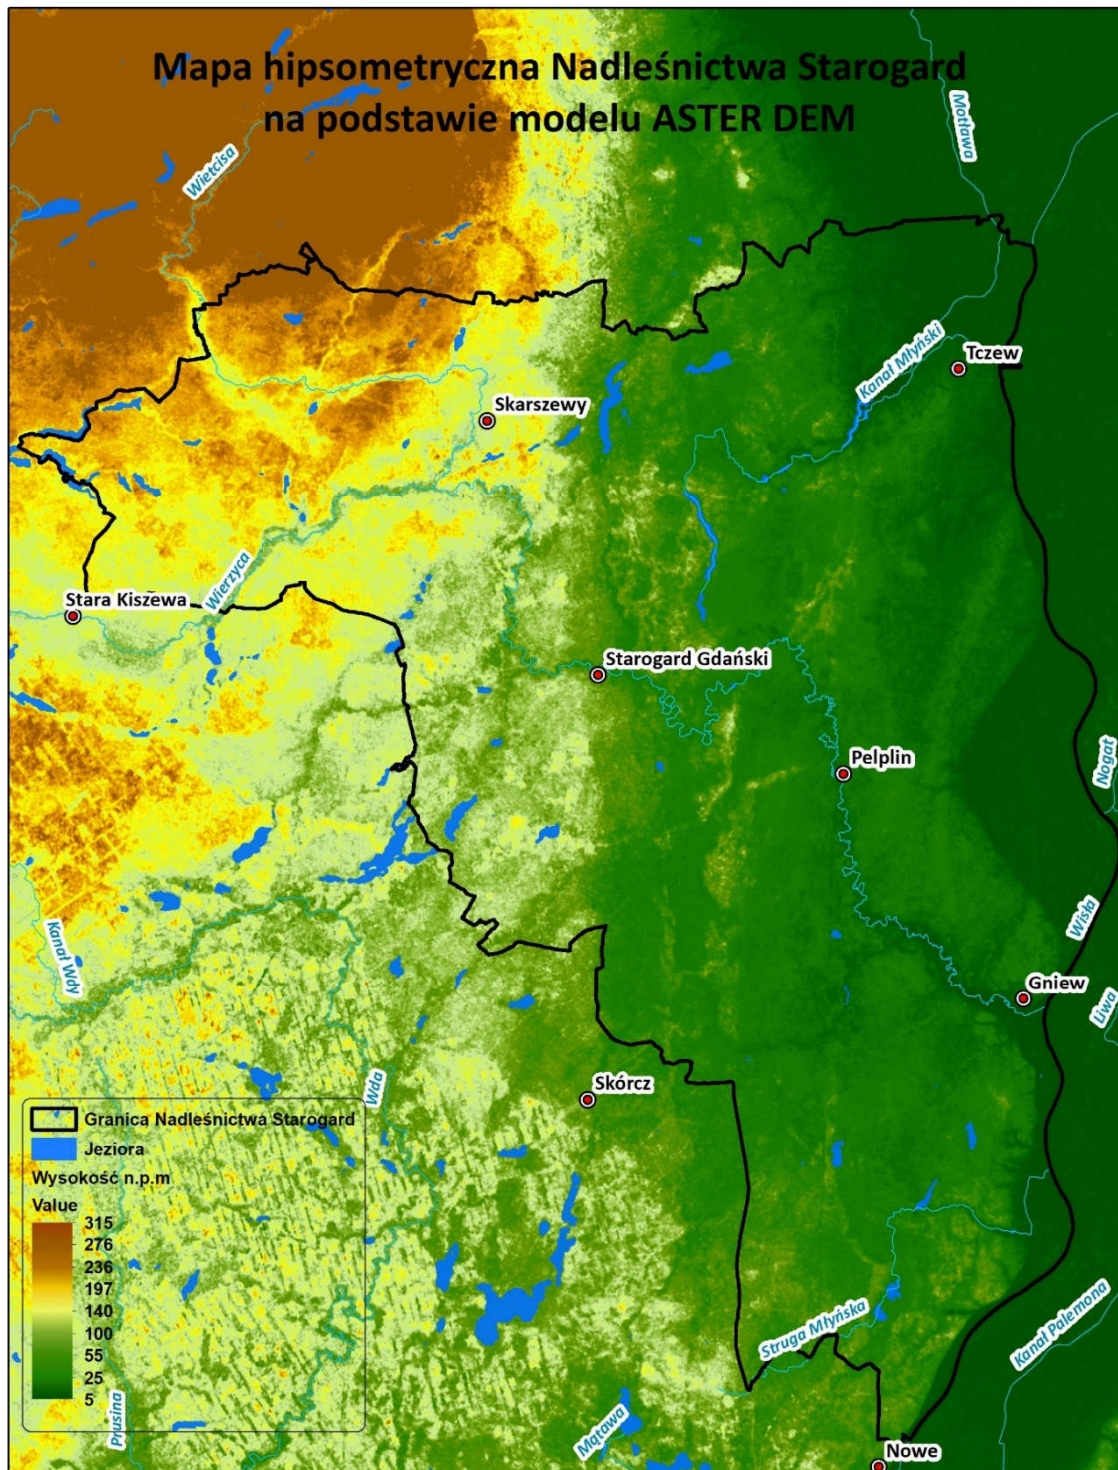 Mapa hipsometryczna Nadleśnictwa Starogard
na podstawie modelu ASTER DEM
Motława
Wietcisa
Kanał Młyński
Tczew
Skarszewy
Wierzyca
Stara Kiszewa
Starogard Gdański
Pelplin
Nogat
Wisła
Kanał Wdy
Gniew
Liwa
Wda
Skórcz
Granica Nadleśnictwa Starogard
Jeziora
Wysokość n.p.m
Value
315
276
236
197
140
100
55
25
5
Struga Młyńska
Kanał Palemona
Prusina
Mątawa
Nowe